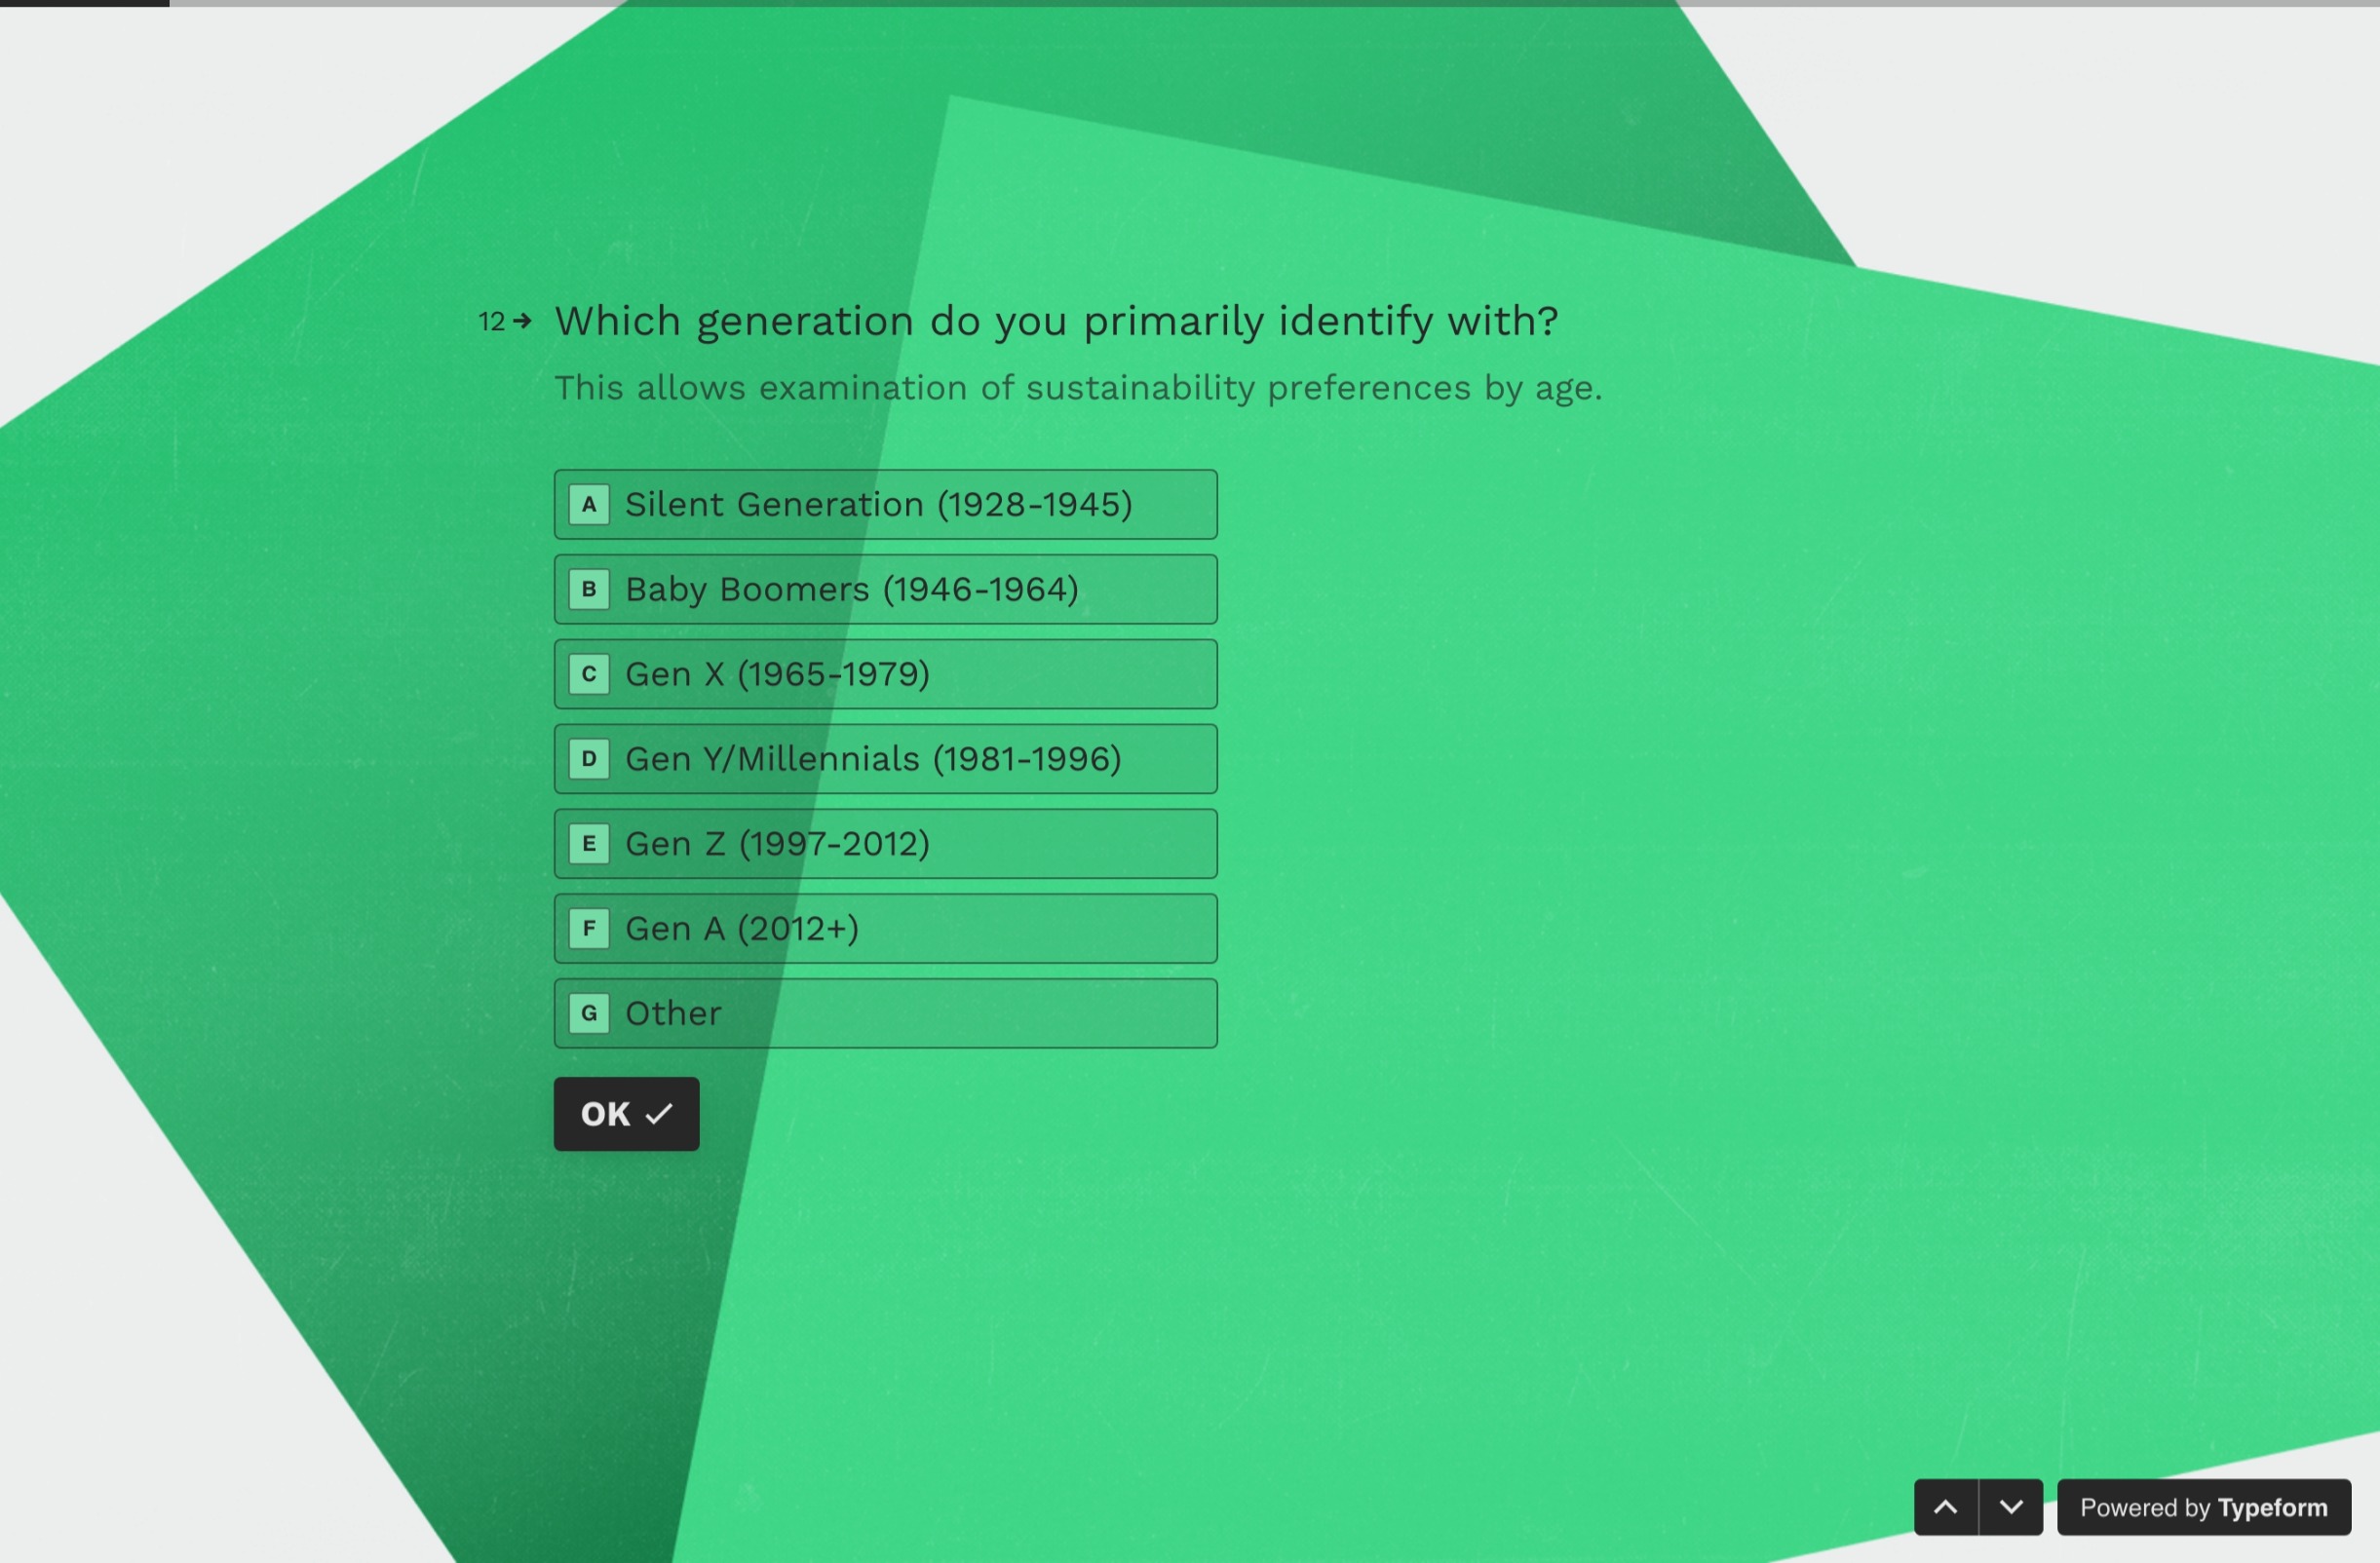 12→ Which generation do you primarily identify with?
This allows examination of sustainability preferences by age.
A Silent Generation (1928-1945)
B Baby Boomers (1946-1964)
C Gen X (1965-1979)
D Gen Y/Millennials (1981-1996)
E Gen Z (1997-2012)
F Gen A (2012+)
G Other
OK ✓
Powered by Typeform